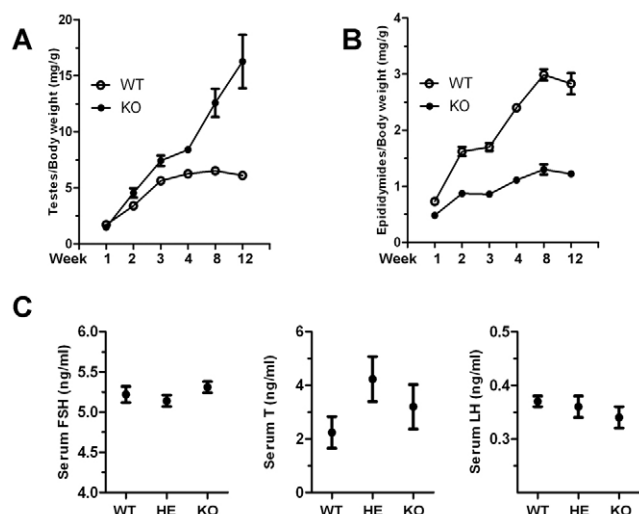 A
Testes/Body weight (mg/g)
20
15
10
5
0
WT
KO
Week 1 2 3 4 8 12
B
Epididymides/Body weight (mg/g)
4
3
2
1
0
WT
KO
Week 1 2 3 4 8 12
C
Serum FSH (ng/ml)
6.0
5.5
5.0
4.5
4.0
WT HE KO
Serum T (ng/ml)
6
4
2
0
WT HE KO
Serum LH (ng/ml)
0.5
0.4
0.3
WT HE KO